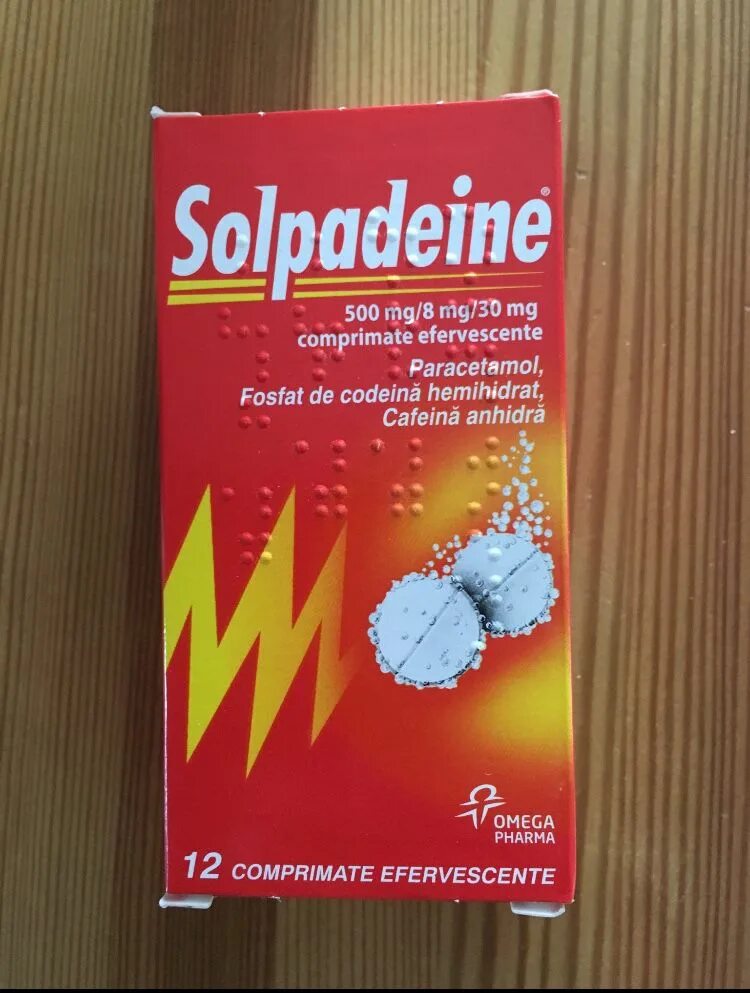 Solpadeine®
500 mg/8 mg/30 mg
comprimate efervescente
Paracetamol,
Fosfat de codeină hemihidrat,
Cafeină anhidră
OMEGA
PHARMA
12 COMPRIMATE EFERVESCENTE